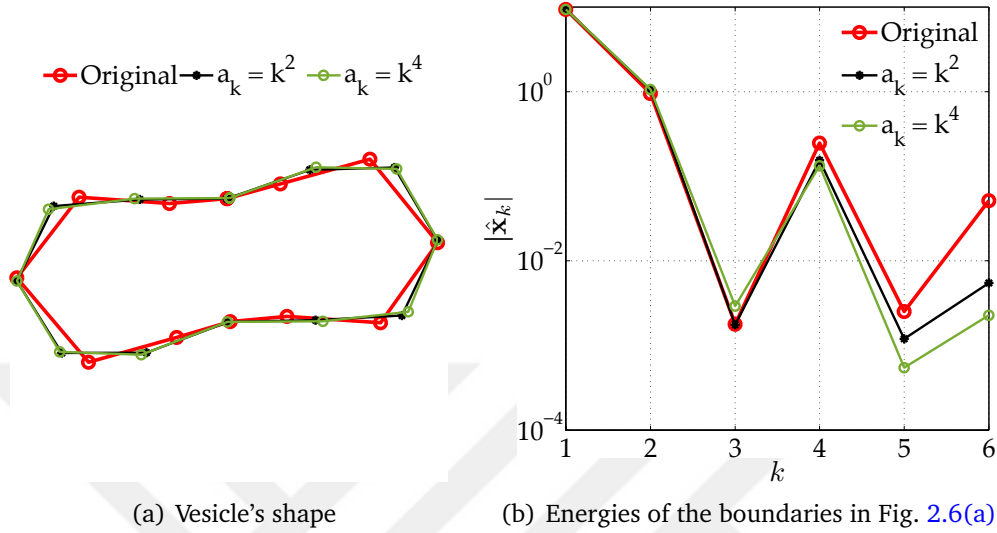 Original a_k = k^2 a_k = k^4
(a) Vesicle's shape
Original
a_k = k^2
a_k = k^4
10^0
10^-2
10^-4
|x̂_k|
1 2 3 4 5 6
k
(b) Energies of the boundaries in Fig. 2.6(a)